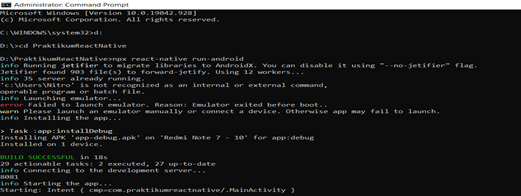 Administrator: Command Prompt
Microsoft Windows [Version 10.0.19042.928]
(c) Microsoft Corporation. All rights reserved.
C:\WINDOWS\system32>d:
D:\>cd PraktikumReactNative
D:\PraktikumReactNative>npx react-native run-android
info Running jetifier to migrate libraries to AndroidX. You can disable it using "--no-jetifier" flag.
Jetifier found 903 file(s) to forward-jetify. Using 12 workers...
info JS server already running.
'c:\Users\Nitro' is not recognized as an internal or external command,
operable program or batch file.
info Launching emulator...
error Failed to launch emulator. Reason: Emulator exited before boot..
warn Please launch an emulator manually or connect a device. Otherwise app may fail to launch.
info Installing the app...
> Task :app:installDebug
Installing APK 'app-debug.apk' on 'Redmi Note 7 - 10' for app:debug
Installed on 1 device.
BUILD SUCCESSFUL in 18s
29 actionable tasks: 2 executed, 27 up-to-date
info Connecting to the development server...
8081
info Starting the app...
Starting: Intent { cmp=com.praktikumreactnative/.MainActivity }